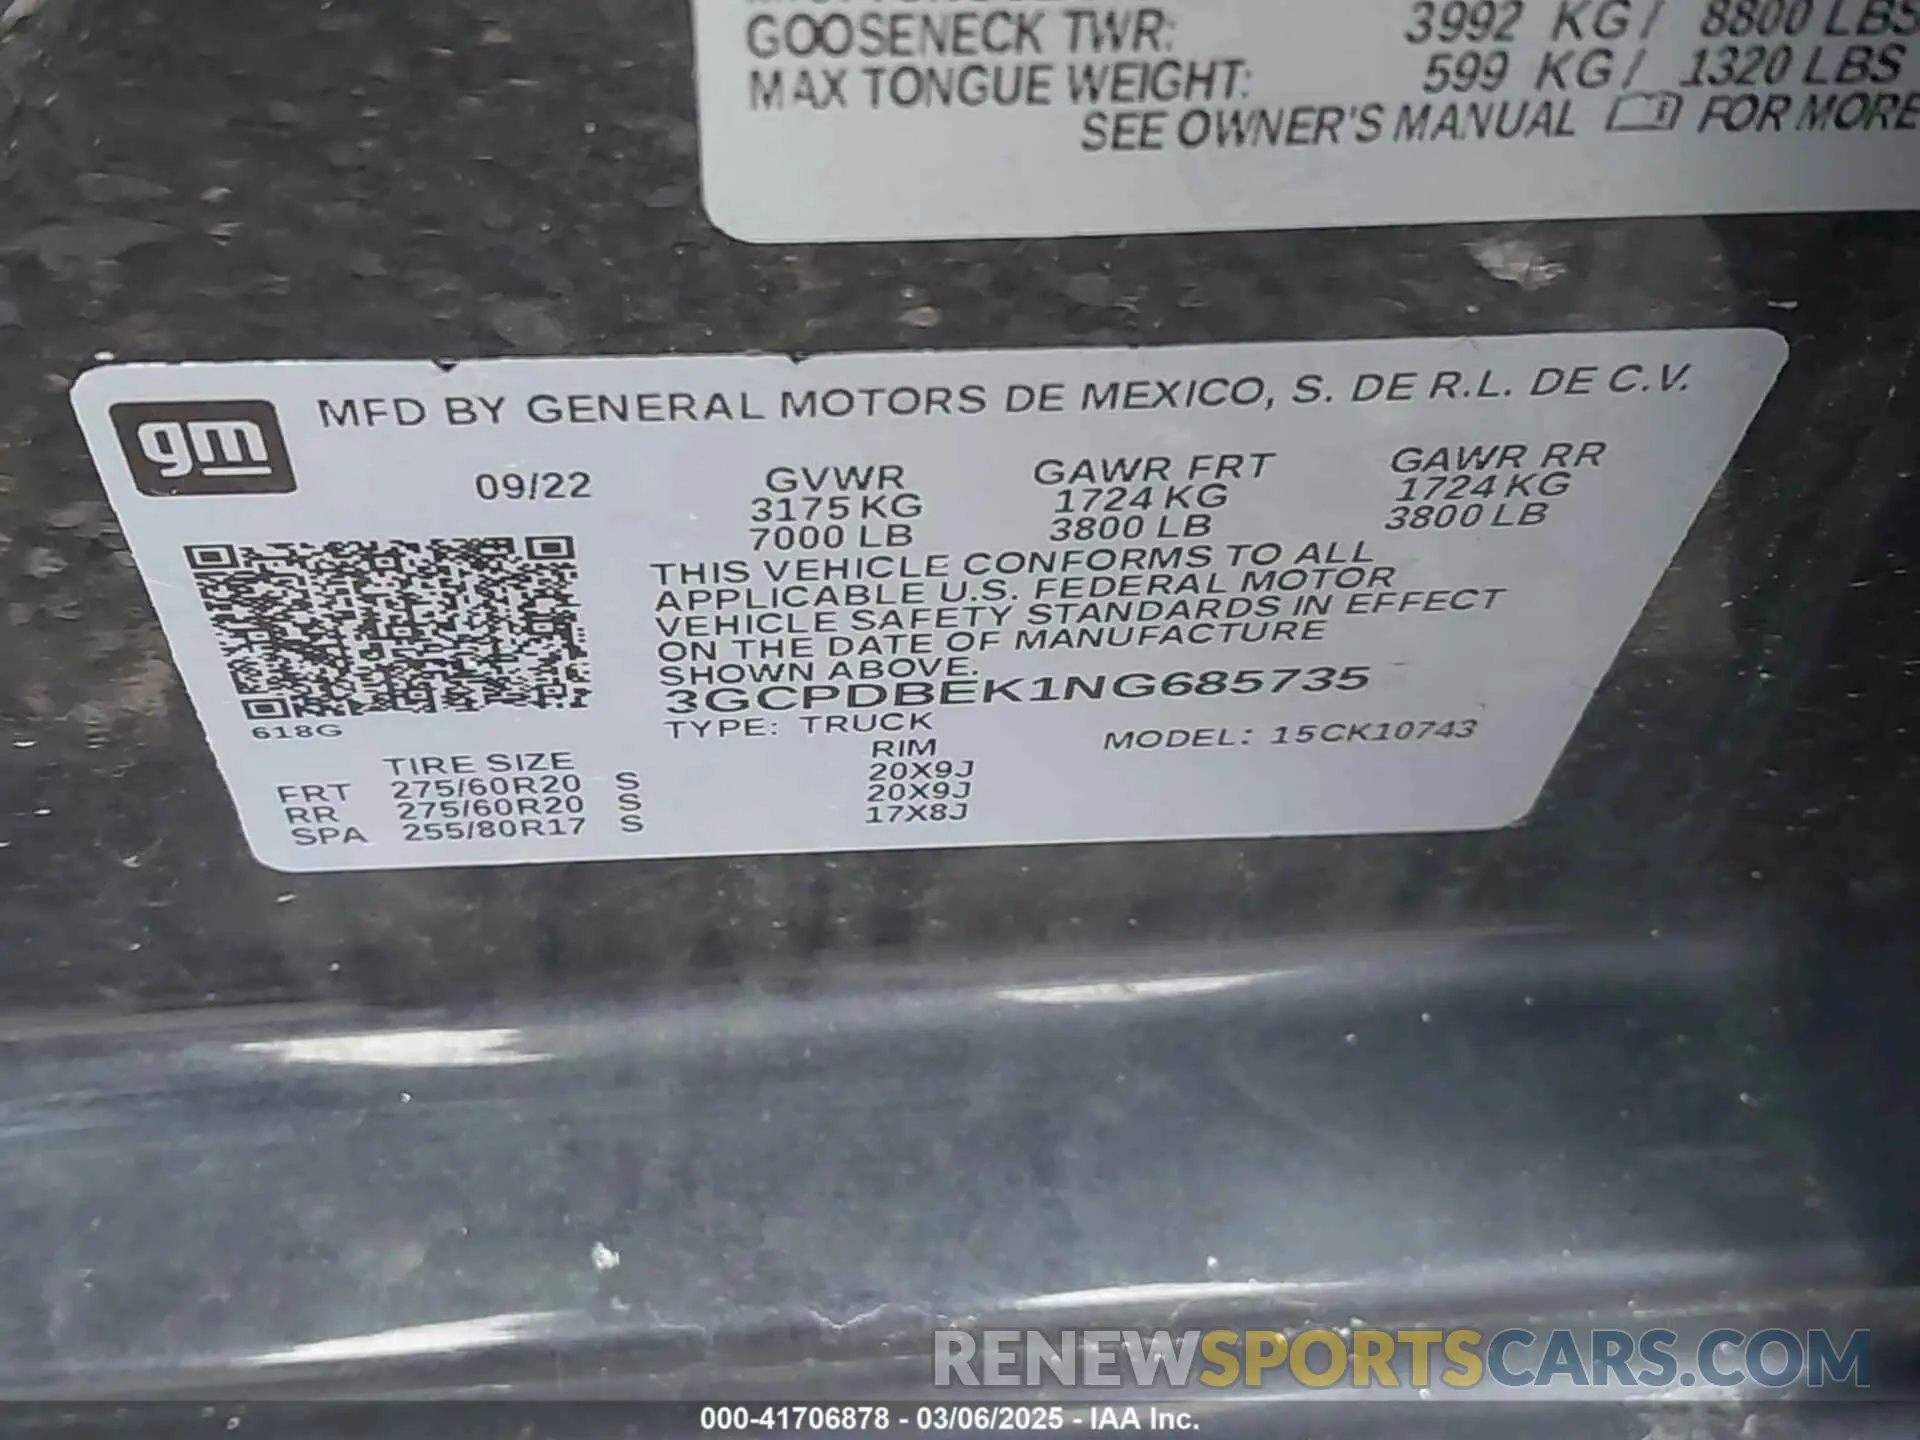 GOOSENECK TWR: 3992 KG / 8800 LBS
MAX TONGUE WEIGHT: 599 KG / 1320 LBS
SEE OWNER'S MANUAL FOR MORE
gm
MFD BY GENERAL MOTORS DE MEXICO, S. DE R.L. DE C.V.
09/22 GVWR GAWR FRT GAWR RR
3175 KG 1724 KG 1724 KG
7000 LB 3800 LB 3800 LB
THIS VEHICLE CONFORMS TO ALL
APPLICABLE U.S. FEDERAL MOTOR
VEHICLE SAFETY STANDARDS IN EFFECT
ON THE DATE OF MANUFACTURE
SHOWN ABOVE.
3GCPDBEK1NG685735
618G
TYPE: TRUCK MODEL: 15CK10743
TIRE SIZE RIM
FRT 275/60R20 S 20X9J
RR 275/60R20 S 20X9J
SPA 255/80R17 S 17X8J
RENEWSPORTSCARS.COM
000-41706878 - 03/06/2025 - IAA Inc.